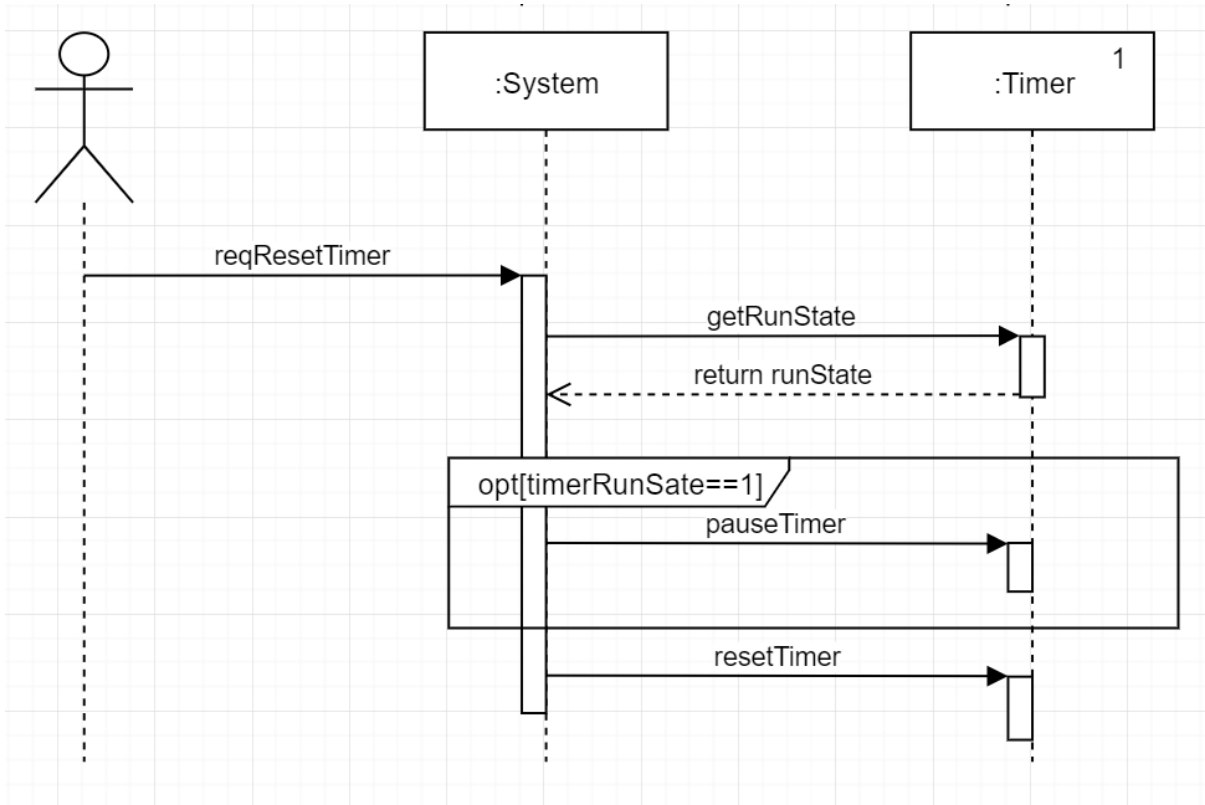 :System
:Timer
1
reqResetTimer
getRunState
return runState
opt[timerRunSate==1]
pauseTimer
resetTimer